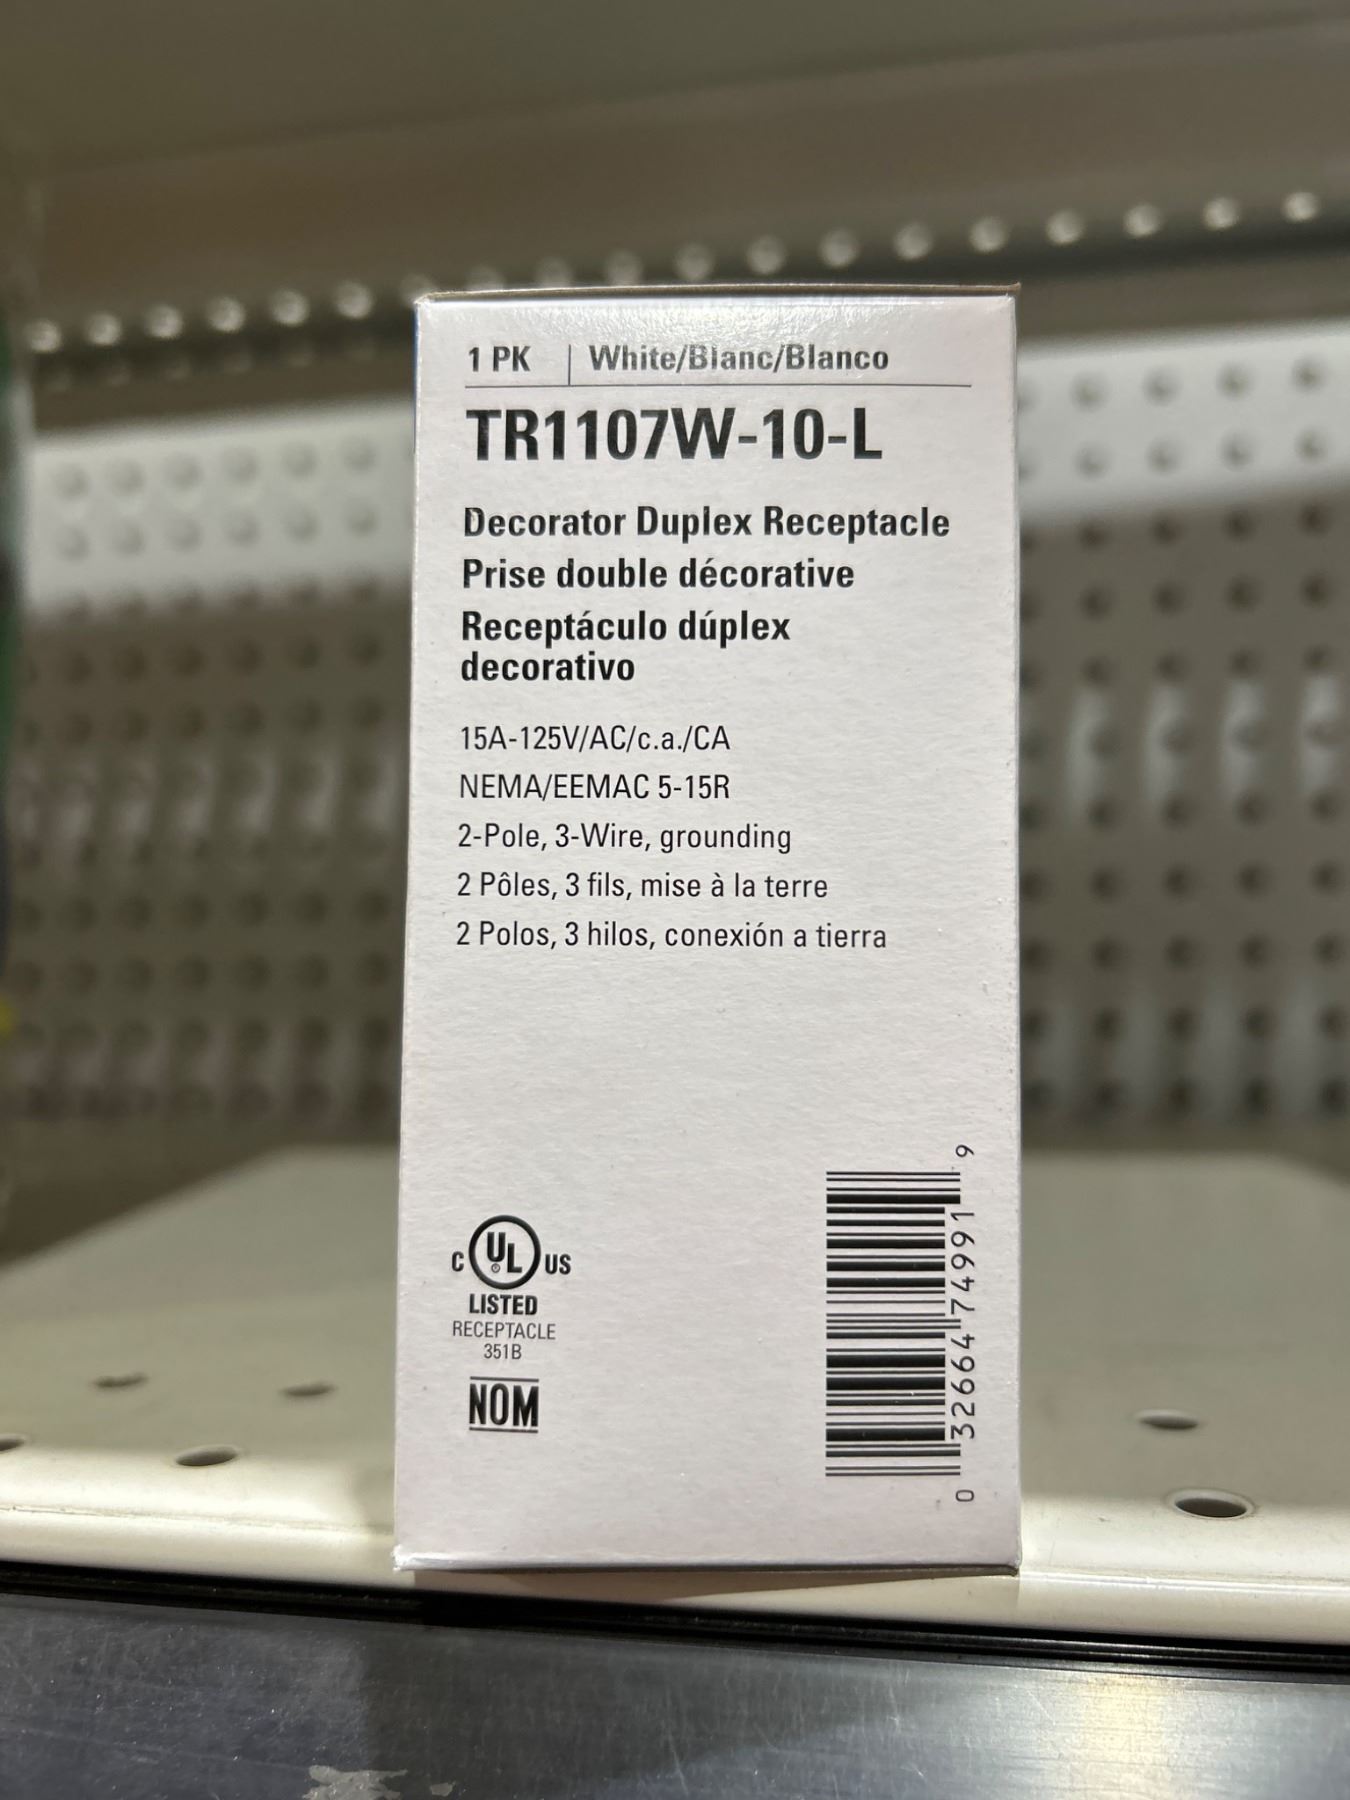 1 PK | White/Blanc/Blanco
TR1107W-10-L
Decorator Duplex Receptacle
Prise double décorative
Receptáculo dúplex
decorativo
15A-125V/AC/c.a./CA
NEMA/EEMAC 5-15R
2-Pole, 3-Wire, grounding
2 Pôles, 3 fils, mise à la terre
2 Polos, 3 hilos, conexión a tierra
C UL ® US
LISTED
RECEPTACLE
351B
NOM
0 32664 74991 9